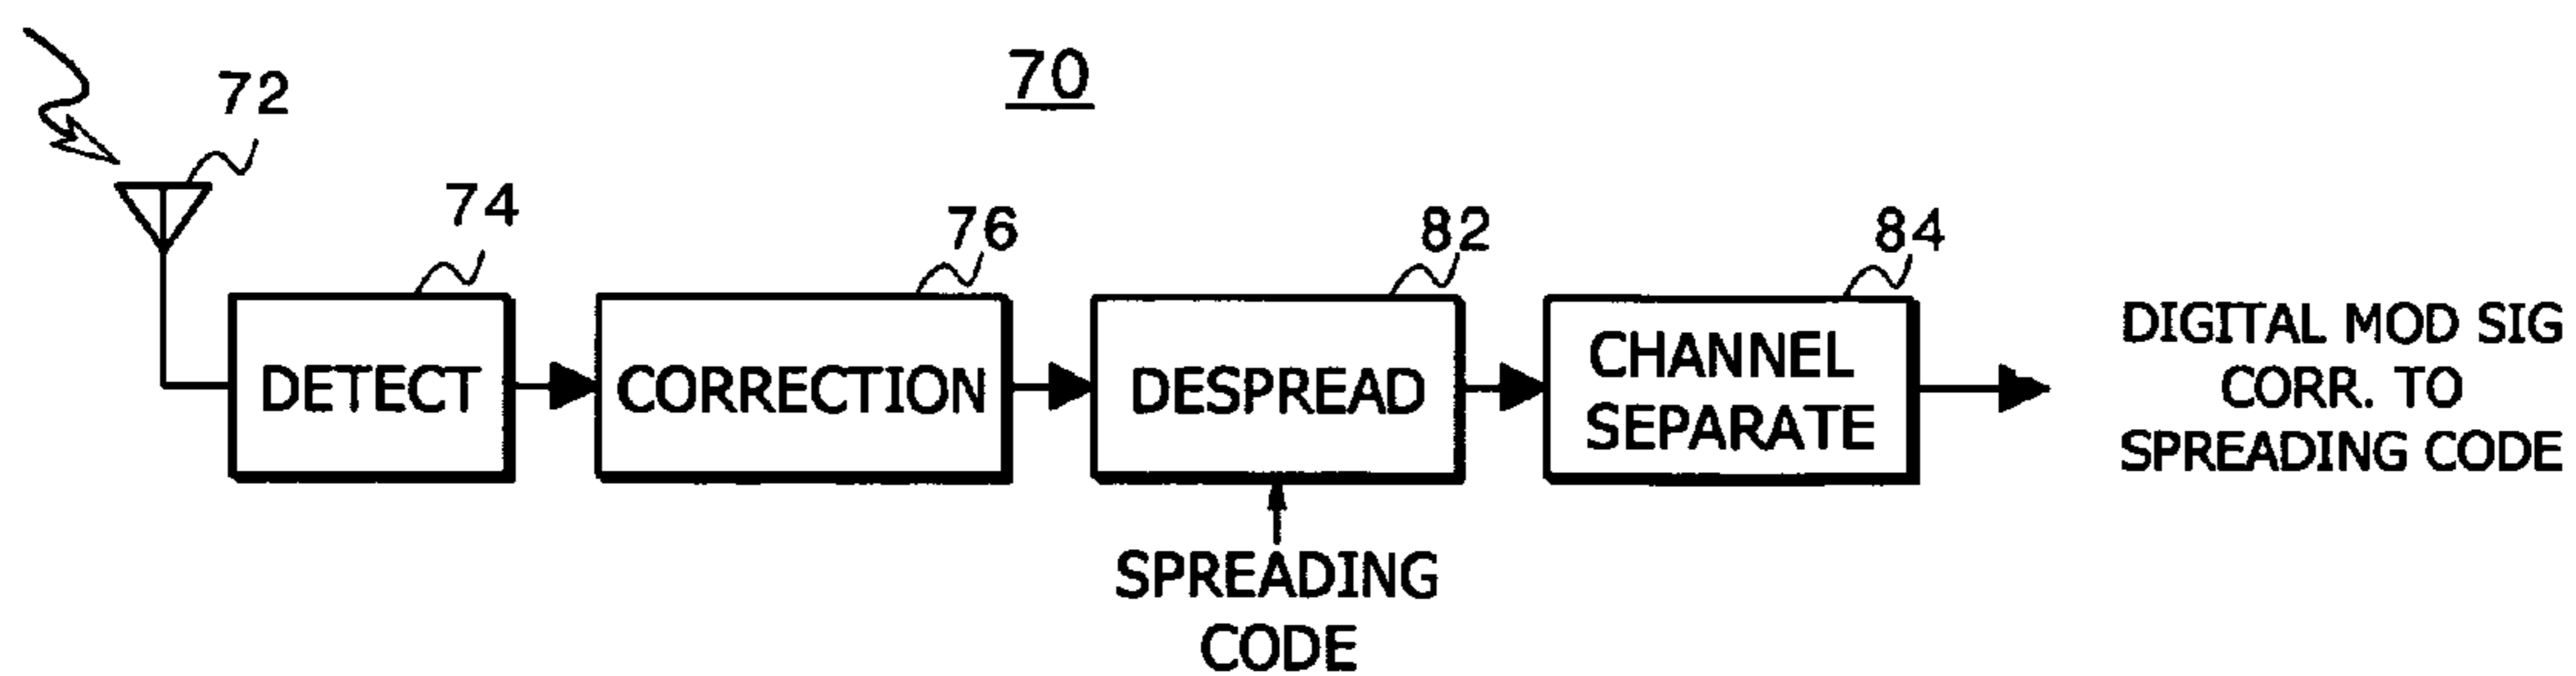 70
72
74
76
82
84
DETECT
CORRECTION
DESPREAD
CHANNEL
SEPARATE
DIGITAL MOD SIG
CORR. TO
SPREADING CODE
SPREADING
CODE